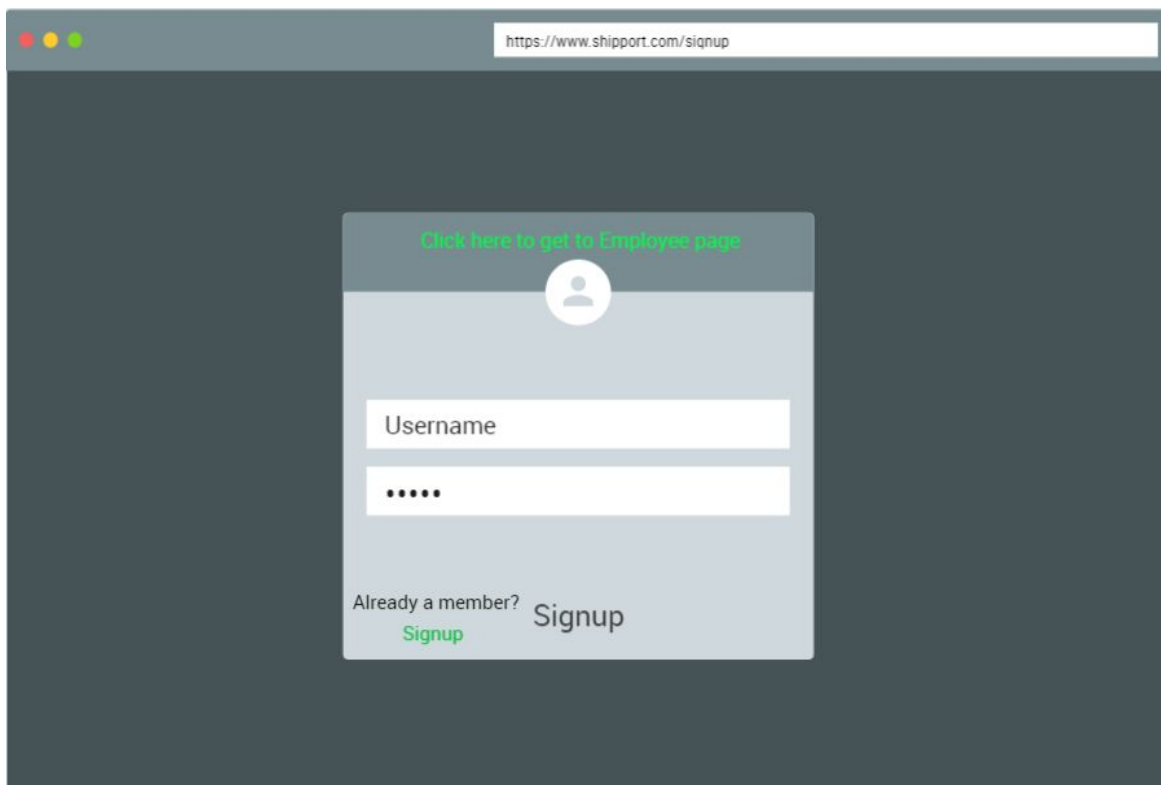 https://www.shipport.com/signup
Click here to get to Employee page
Username
•••••
Already a member?
Signup
Signup